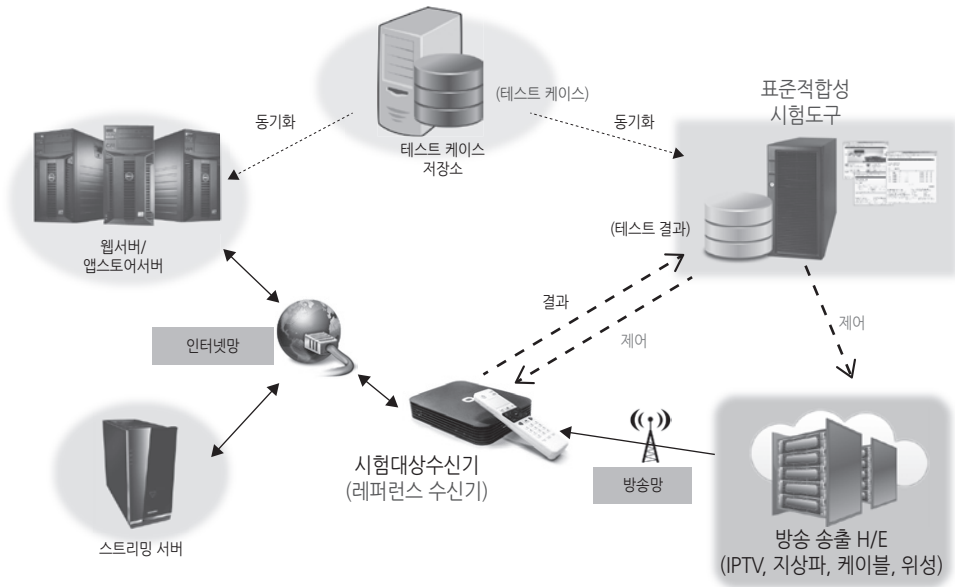 (테스트 케이스)
테스트 케이스
저장소
동기화
동기화
표준적합성
시험도구
(테스트 결과)
웹서버/
앱스토어서버
결과
제어
제어
인터넷망
시험대상수신기
(레퍼런스 수신기)
방송망
스트리밍 서버
방송 송출 H/E
(IPTV, 지상파, 케이블, 위성)